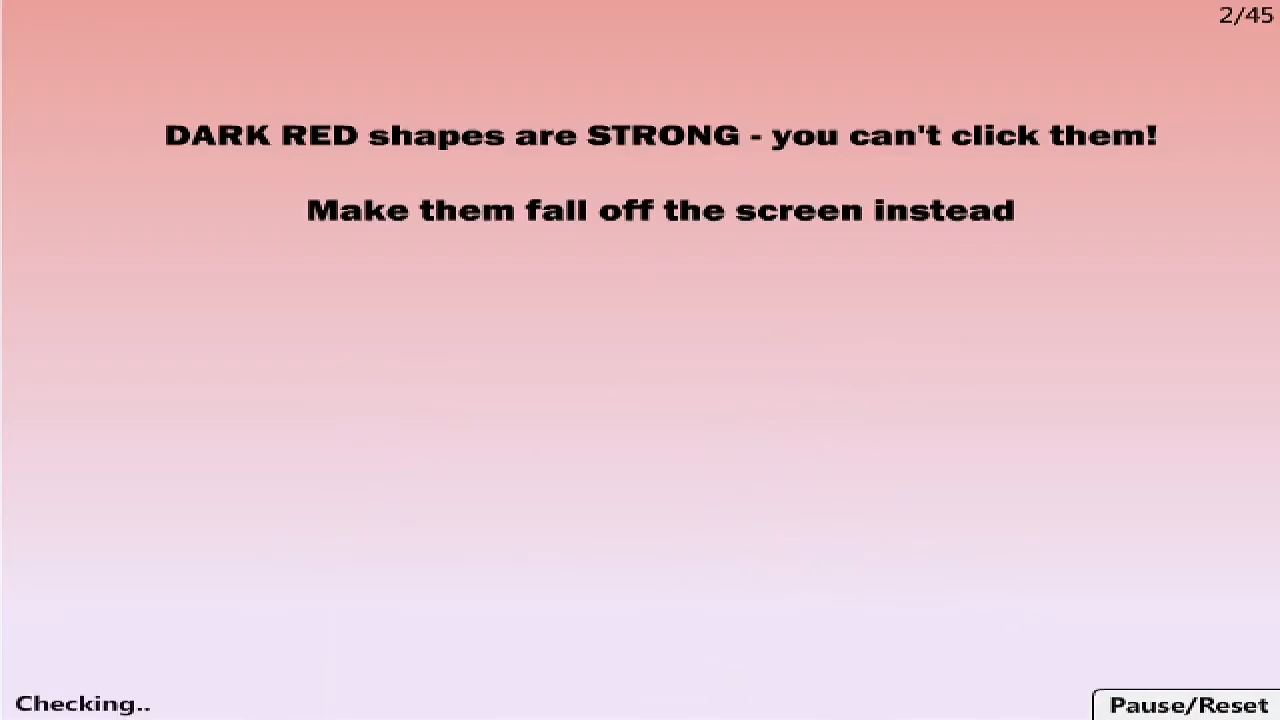 2/45
DARK RED shapes are STRONG - you can't click them!
Make them fall off the screen instead
Checking..
Pause/Reset